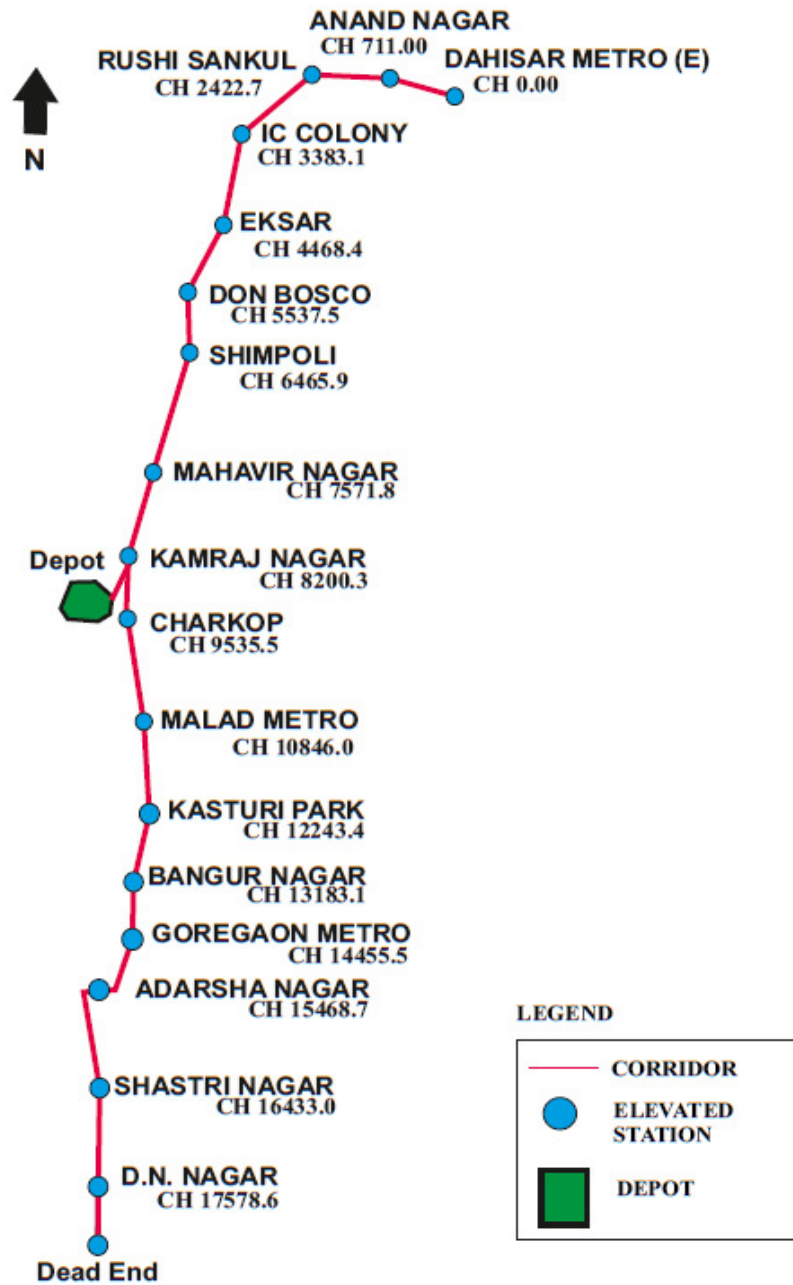 ANAND NAGAR
CH 711.00
DAHISAR METRO (E)
CH 0.00
RUSHI SANKUL
CH 2422.7
N
IC COLONY
CH 3383.1
EKSAR
CH 4468.4
DON BOSCO
CH 5537.5
SHIMPOLI
CH 6465.9
MAHAVIR NAGAR
CH 7571.8
Depot
KAMRAJ NAGAR
CH 8200.3
CHARKOP
CH 9535.5
MALAD METRO
CH 10846.0
KASTURI PARK
CH 12243.4
BANGUR NAGAR
CH 13183.1
GOREGAON METRO
CH 14455.5
ADARSHA NAGAR
CH 15468.7
SHASTRI NAGAR
CH 16433.0
D.N. NAGAR
CH 17578.6
Dead End
LEGEND
CORRIDOR
ELEVATED
STATION
DEPOT